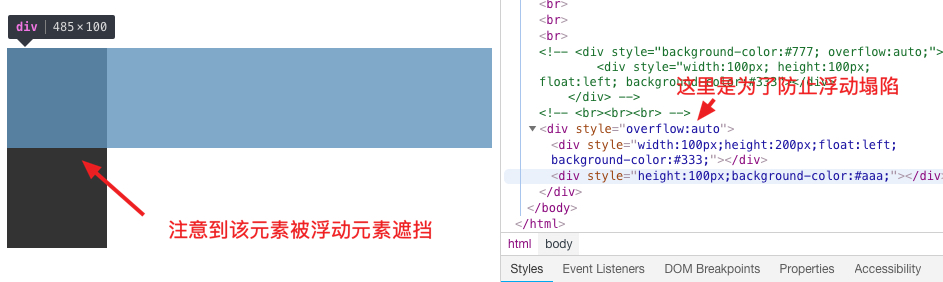 div 485 × 100
注意到该元素被浮动元素遮挡
<br>
<br>
<br>
<!-- <div style="background-color:#777; overflow:auto;">
<div style="width:100px; height:100px;
float:left; background-color:#333"></div>
这里是为了防止浮动塌陷
</div> -->
<!-- <br><br><br> -->
<div style="overflow:auto">
<div style="width:100px;height:200px;float:left;
background-color:#333;"></div>
<div style="height:100px;background-color:#aaa;"></div>
</div>
</body>
</html>
html body
Styles Event Listeners DOM Breakpoints Properties Accessibility